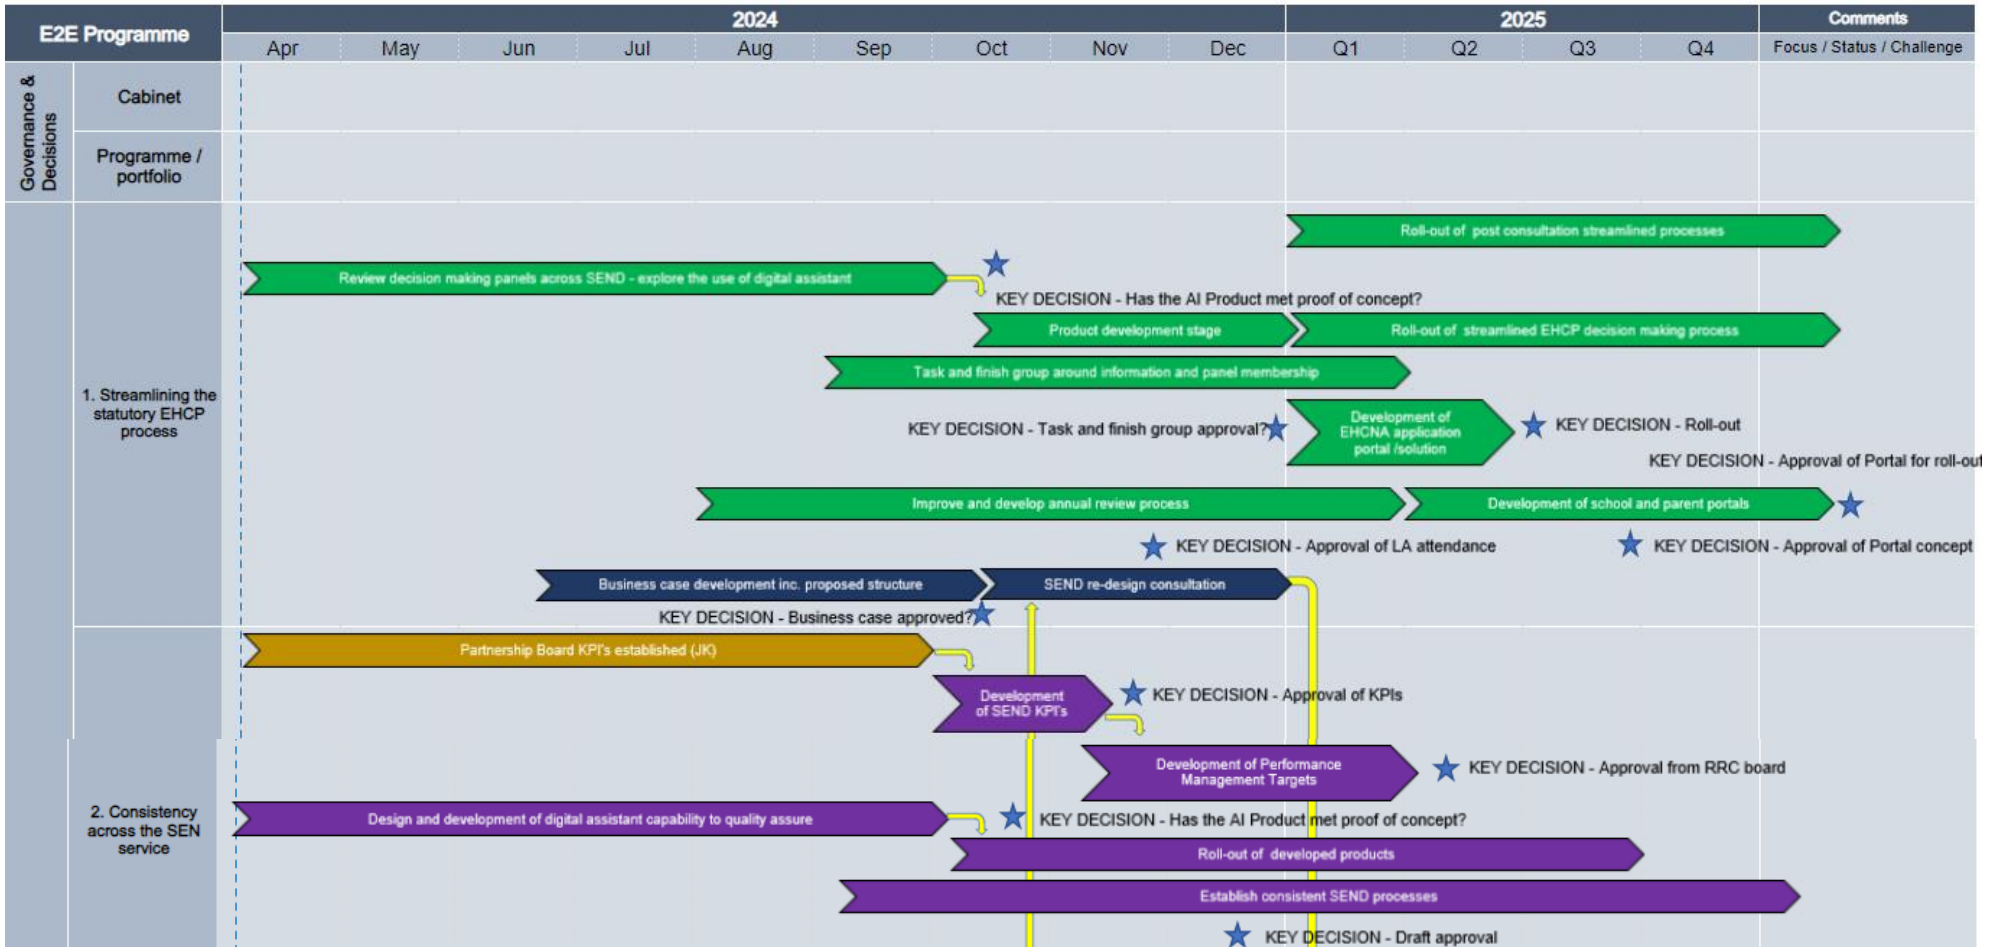 E2E Programme
2024
2025
Comments
Apr
May
Jun
Jul
Aug
Sep
Oct
Nov
Dec
Q1
Q2
Q3
Q4
Focus / Status / Challenge
Governance &
Decisions
Cabinet
Programme /
portfolio
1. Streamlining the
statutory EHCP
process
Roll-out of post consultation streamlined processes
Review decision making panels across SEND - explore the use of digital assistant
KEY DECISION - Has the AI Product met proof of concept?
Product development stage
Roll-out of streamlined EHCP decision making process
Task and finish group around information and panel membership
KEY DECISION - Task and finish group approval?
Development of
EHCNA application
portal /solution
KEY DECISION - Roll-out
KEY DECISION - Approval of Portal for roll-out
Improve and develop annual review process
Development of school and parent portals
KEY DECISION - Approval of LA attendance
KEY DECISION - Approval of Portal concept
Business case development inc. proposed structure
SEND re-design consultation
KEY DECISION - Business case approved?
2. Consistency
across the SEN
service
Partnership Board KPI's established (JK)
Development
of SEND KPI's
KEY DECISION - Approval of KPIs
Development of Performance
Management Targets
KEY DECISION - Approval from RRC board
Design and development of digital assistant capability to quality assure
KEY DECISION - Has the AI Product met proof of concept?
Roll-out of developed products
Establish consistent SEND processes
KEY DECISION - Draft approval